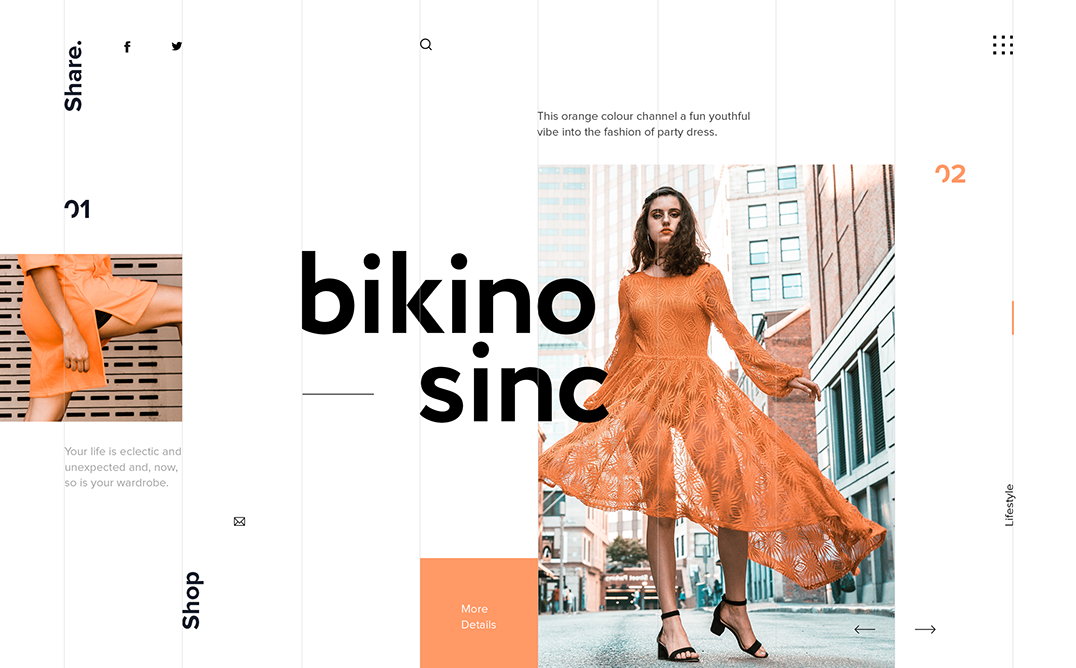 Share.
This orange colour channel a fun youthful
vibe into the fashion of party dress.
02
01
bikino
sinc
Your life is eclectic and
unexpected and, now,
so is your wardrobe.
Lifestyle
Shop
More
Details